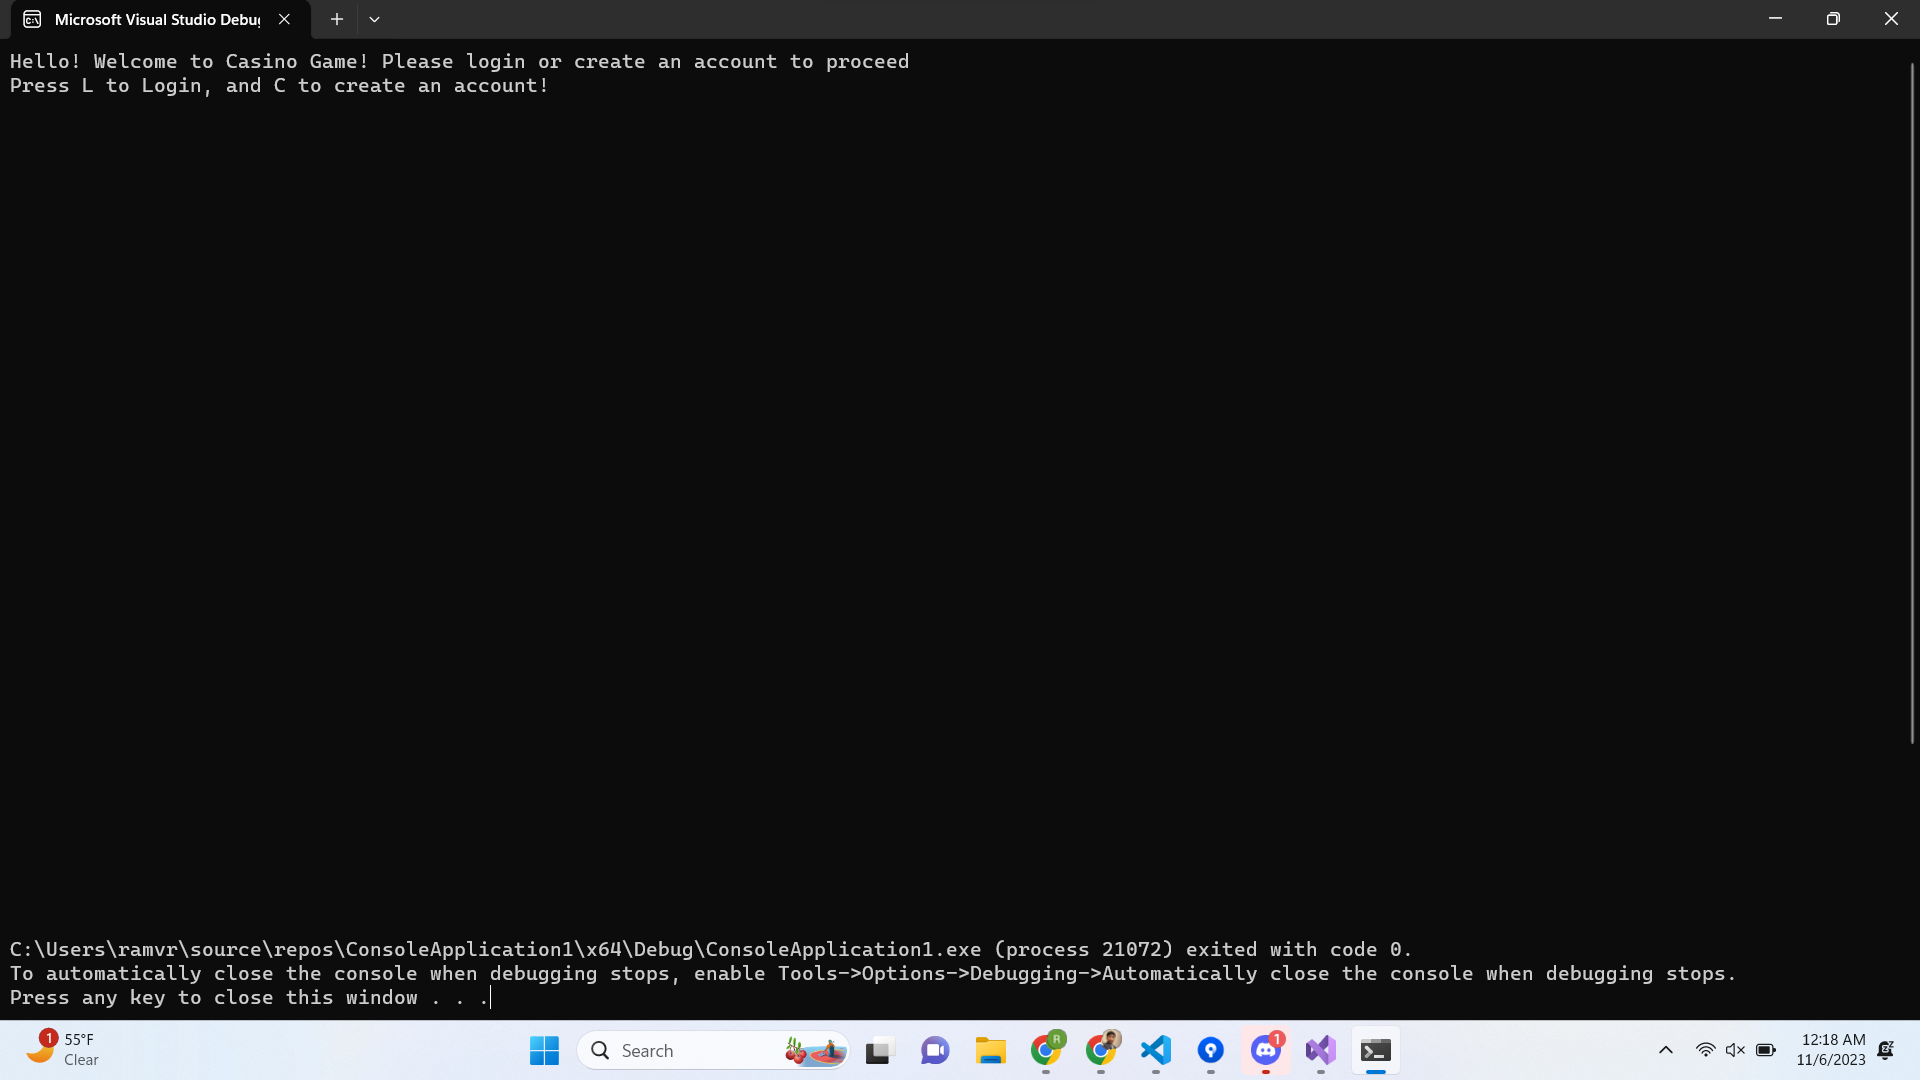 Microsoft Visual Studio Debug
Hello! Welcome to Casino Game! Please login or create an account to proceed
Press L to Login, and C to create an account!
C:\Users\ramvr\source\repos\ConsoleApplication1\x64\Debug\ConsoleApplication1.exe (process 21072) exited with code 0.
To automatically close the console when debugging stops, enable Tools->Options->Debugging->Automatically close the console when debugging stops.
Press any key to close this window . . .
1
55°F
Clear
Search
R
1
12:18 AM
11/6/2023